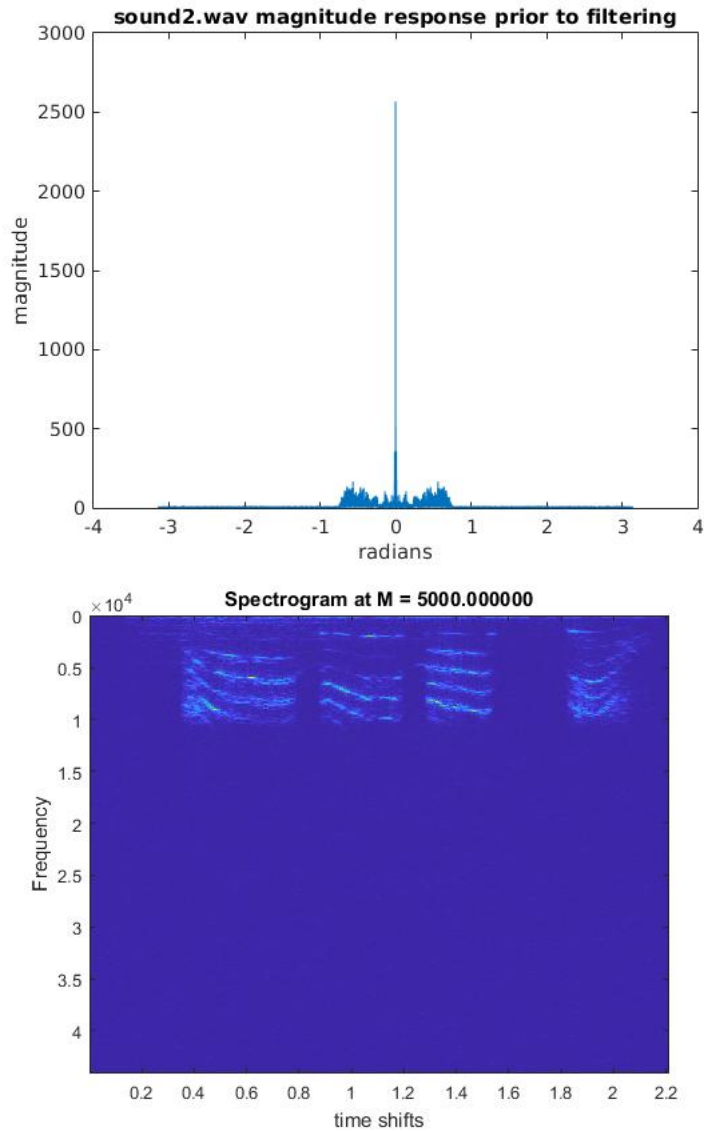 sound2.wav magnitude response prior to filtering
3000
2500
2000
1500
1000
500
0
magnitude
-4 -3 -2 -1 0 1 2 3 4
radians
Spectrogram at M = 5000.000000
×10⁴
0
0.5
1
1.5
2
2.5
3
3.5
4
Frequency
0.2 0.4 0.6 0.8 1 1.2 1.4 1.6 1.8 2 2.2
time shifts